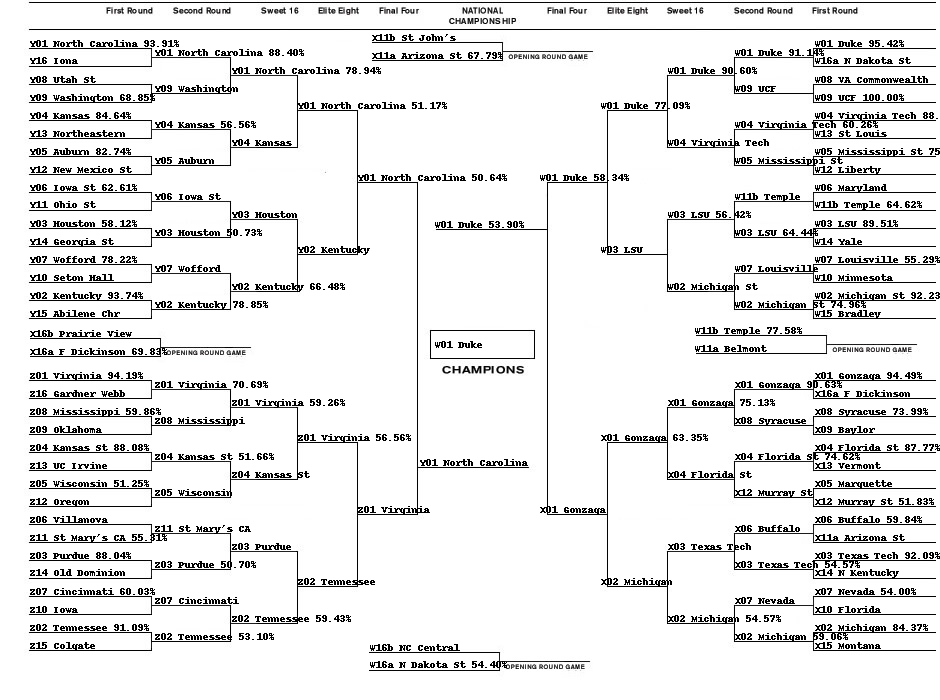 First Round Second Round Sweet 16 Elite Eight Final Four NATIONAL CHAMPIONSHIP Final Four Elite Eight Sweet 16 Second Round First Round
X11b St John's
X11a Arizona St 67.79%
OPENING ROUND GAME
Y01 North Carolina 93.91%
Y16 Iona
Y08 Utah St
Y09 Washington 68.85%
Y04 Kansas 84.64%
Y13 Northeastern
Y05 Auburn 82.74%
Y12 New Mexico St
Y06 Iowa St 62.61%
Y11 Ohio St
Y03 Houston 58.12%
Y14 Georgia St
Y07 Wofford 78.22%
Y10 Seton Hall
Y02 Kentucky 93.74%
Y15 Abilene Chr
Y01 North Carolina 88.40%
Y09 Washington
Y04 Kansas 56.56%
Y05 Auburn
Y06 Iowa St
Y03 Houston 50.73%
Y07 Wofford
Y02 Kentucky 78.85%
Y01 North Carolina 78.94%
Y04 Kansas
Y03 Houston
Y02 Kentucky 66.48%
Y01 North Carolina 51.17%
Y02 Kentucky
Y01 North Carolina 50.64%
X16b Prairie View
X16a F Dickinson 69.83%
OPENING ROUND GAME
Z01 Virginia 94.19%
Z16 Gardner Webb
Z08 Mississippi 59.86%
Z09 Oklahoma
Z04 Kansas St 88.08%
Z13 UC Irvine
Z05 Wisconsin 51.25%
Z12 Oregon
Z06 Villanova
Z11 St Mary's CA 55.31%
Z03 Purdue 88.04%
Z14 Old Dominion
Z07 Cincinnati 60.03%
Z10 Iowa
Z02 Tennessee 91.09%
Z15 Colgate
Z01 Virginia 70.69%
Z08 Mississippi
Z04 Kansas St 51.66%
Z05 Wisconsin
Z11 St Mary's CA
Z03 Purdue 50.70%
Z07 Cincinnati
Z02 Tennessee 53.10%
Z01 Virginia 59.26%
Z04 Kansas St
Z03 Purdue
Z02 Tennessee 59.43%
Z01 Virginia 56.56%
Z02 Tennessee
Z01 Virginia
W01 Duke 53.90%
Y01 North Carolina
W01 Duke
CHAMPIONS
W01 Duke 58.34%
X01 Gonzaga
W01 Duke 77.09%
W03 LSU
W01 Duke 90.60%
W04 Virginia Tech
W03 LSU 56.42%
W02 Michigan St
W01 Duke 91.14%
W09 UCF
W04 Virginia Tech 60.26%
W05 Mississippi St
W11b Temple
W03 LSU 64.44%
W07 Louisville
W02 Michigan St 74.96%
W01 Duke 95.42%
W16a N Dakota St
W08 VA Commonwealth
W09 UCF 100.00%
W04 Virginia Tech 88.
W13 St Louis
W05 Mississippi St 75
W12 Liberty
W06 Maryland
W11b Temple 64.62%
W03 LSU 89.51%
W14 Yale
W07 Louisville 55.29%
W10 Minnesota
W02 Michigan St 92.23
W15 Bradley
W11b Temple 77.58%
W11a Belmont
OPENING ROUND GAME
X01 Gonzaga 63.35%
X02 Michigan
X01 Gonzaga 75.13%
X04 Florida St
X03 Texas Tech
X02 Michigan 54.57%
X01 Gonzaga 90.63%
X08 Syracuse
X04 Florida St 74.62%
X12 Murray St
X06 Buffalo
X03 Texas Tech 54.57%
X07 Nevada
X02 Michigan 59.06%
X01 Gonzaga 94.49%
X16a F Dickinson
X08 Syracuse 73.99%
X09 Baylor
X04 Florida St 87.77%
X13 Vermont
X05 Marquette
X12 Murray St 51.83%
X06 Buffalo 59.84%
X11a Arizona St
X03 Texas Tech 92.09%
X14 N Kentucky
X07 Nevada 54.00%
X10 Florida
X02 Michigan 84.37%
X15 Montana
W16b NC Central
W16a N Dakota St 54.40%
OPENING ROUND GAME